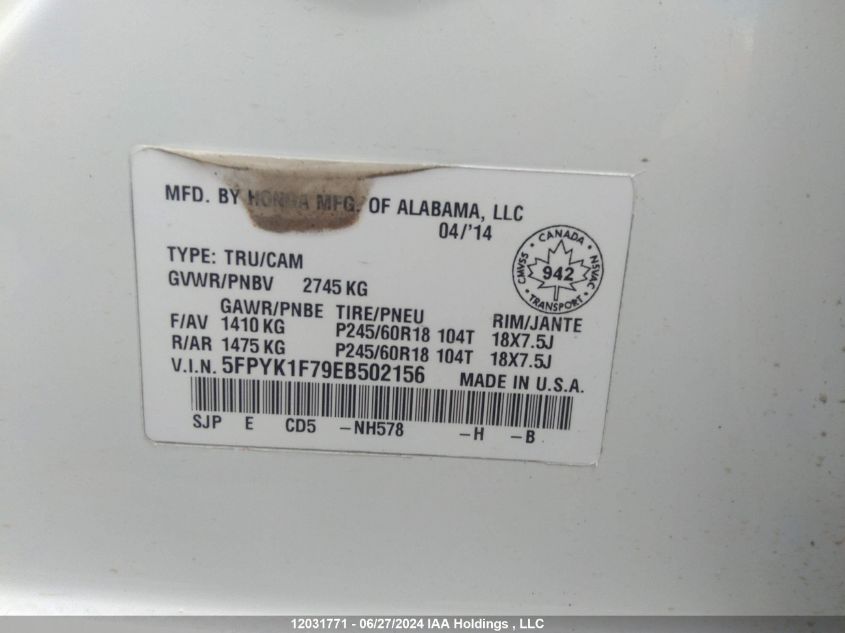 MFD. BY HONDA MFG. OF ALABAMA, LLC
04/'14
TYPE: TRU/CAM
GVWR/PNBV 2745 KG
GAWR/PNBE TIRE/PNEU RIM/JANTE
F/AV 1410 KG P245/60R18 104T 18X7.5J
R/AR 1475 KG P245/60R18 104T 18X7.5J
V.I.N. 5FPYK1F79EB502156 MADE IN U.S.A.
SJP E CD5 -NH578 -H -B
CANADA
CMVSS 942 NSVAC
TRANSPORT
12031771 - 06/27/2024 IAA Holdings , LLC